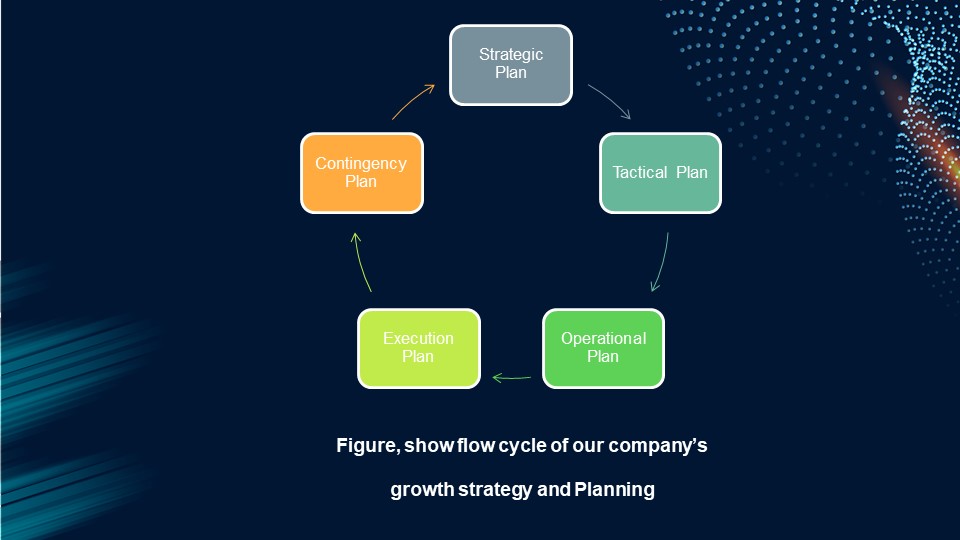 Strategic
Plan
Tactical Plan
Operational
Plan
Execution
Plan
Contingency
Plan
Figure, show flow cycle of our company’s
growth strategy and Planning